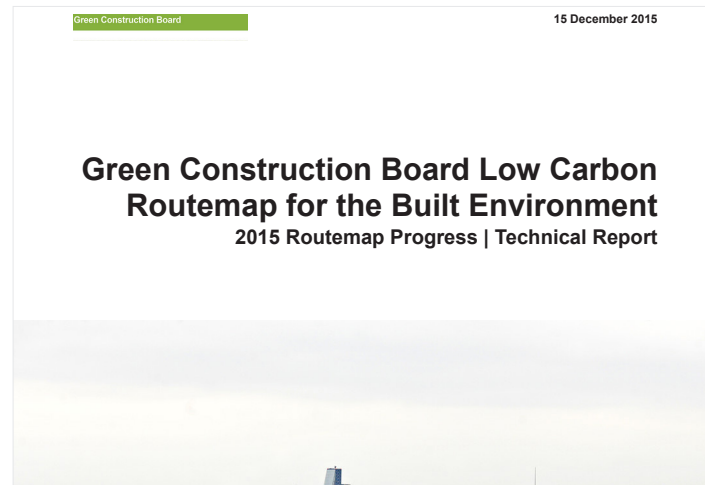 Green Construction Board
15 December 2015
Green Construction Board Low Carbon
Routemap for the Built Environment
2015 Routemap Progress | Technical Report